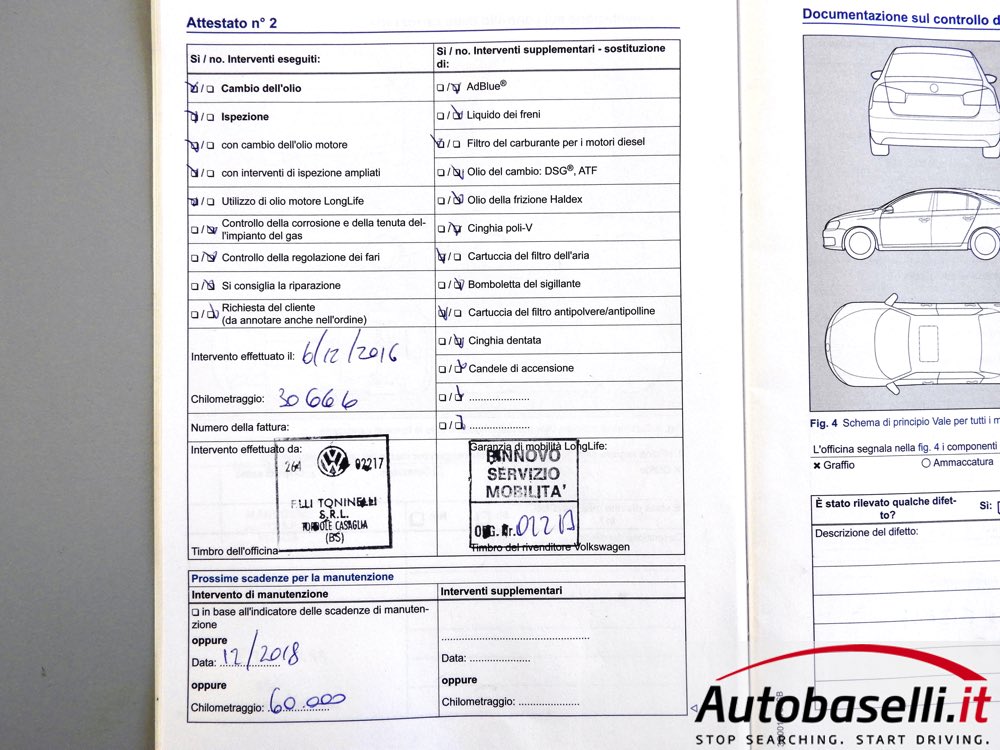 Attestato n° 2
Sì / no. Interventi eseguiti:
Cambio dell'olio
Ispezione
con cambio dell'olio motore
con interventi di ispezione ampliati
Utilizzo di olio motore LongLife
Controllo della corrosione e della tenuta del-
l'impianto del gas
Controllo della regolazione dei fari
Si consiglia la riparazione
Richiesta del cliente
(da annotare anche nell'ordine)
Intervento effettuato il: 6/12/2016
Chilometraggio: 30666
Numero della fattura:
Intervento effettuato da:
264 02217
F.LLI TONINELLI
S.R.L.
TORBOLE CASAGLIA
(BS)
Timbro dell'officina
Sì / no. Interventi supplementari - sostituzione
di:
AdBlue®
Liquido dei freni
Filtro del carburante per i motori diesel
Olio del cambio: DSG®, ATF
Olio della frizione Haldex
Cinghia poli-V
Cartuccia del filtro dell'aria
Bomboletta del sigillante
Cartuccia del filtro antipolvere/antipolline
Cinghia dentata
Candele di accensione
.....................
.....................
Garanzia di mobilità LongLife:
RINNOVO
SERVIZIO
MOBILITA'
Timbro del rivenditore Volkswagen
Prossime scadenze per la manutenzione
Intervento di manutenzione
in base all'indicatore delle scadenze di manuten-
zione
oppure
Data: 12/2018
oppure
Chilometraggio: 60.000
Interventi supplementari
Data: .....................
oppure
Chilometraggio: .....................
Documentazione sul controllo d
Fig. 4 Schema di principio Vale per tutti i m
L'officina segnala nella fig. 4 i componenti
Graffio Ammaccatura
È stato rilevato qualche difet-
to? Sì:
Descrizione del difetto:
Autobaselli.it
STOP SEARCHING. START DRIVING.